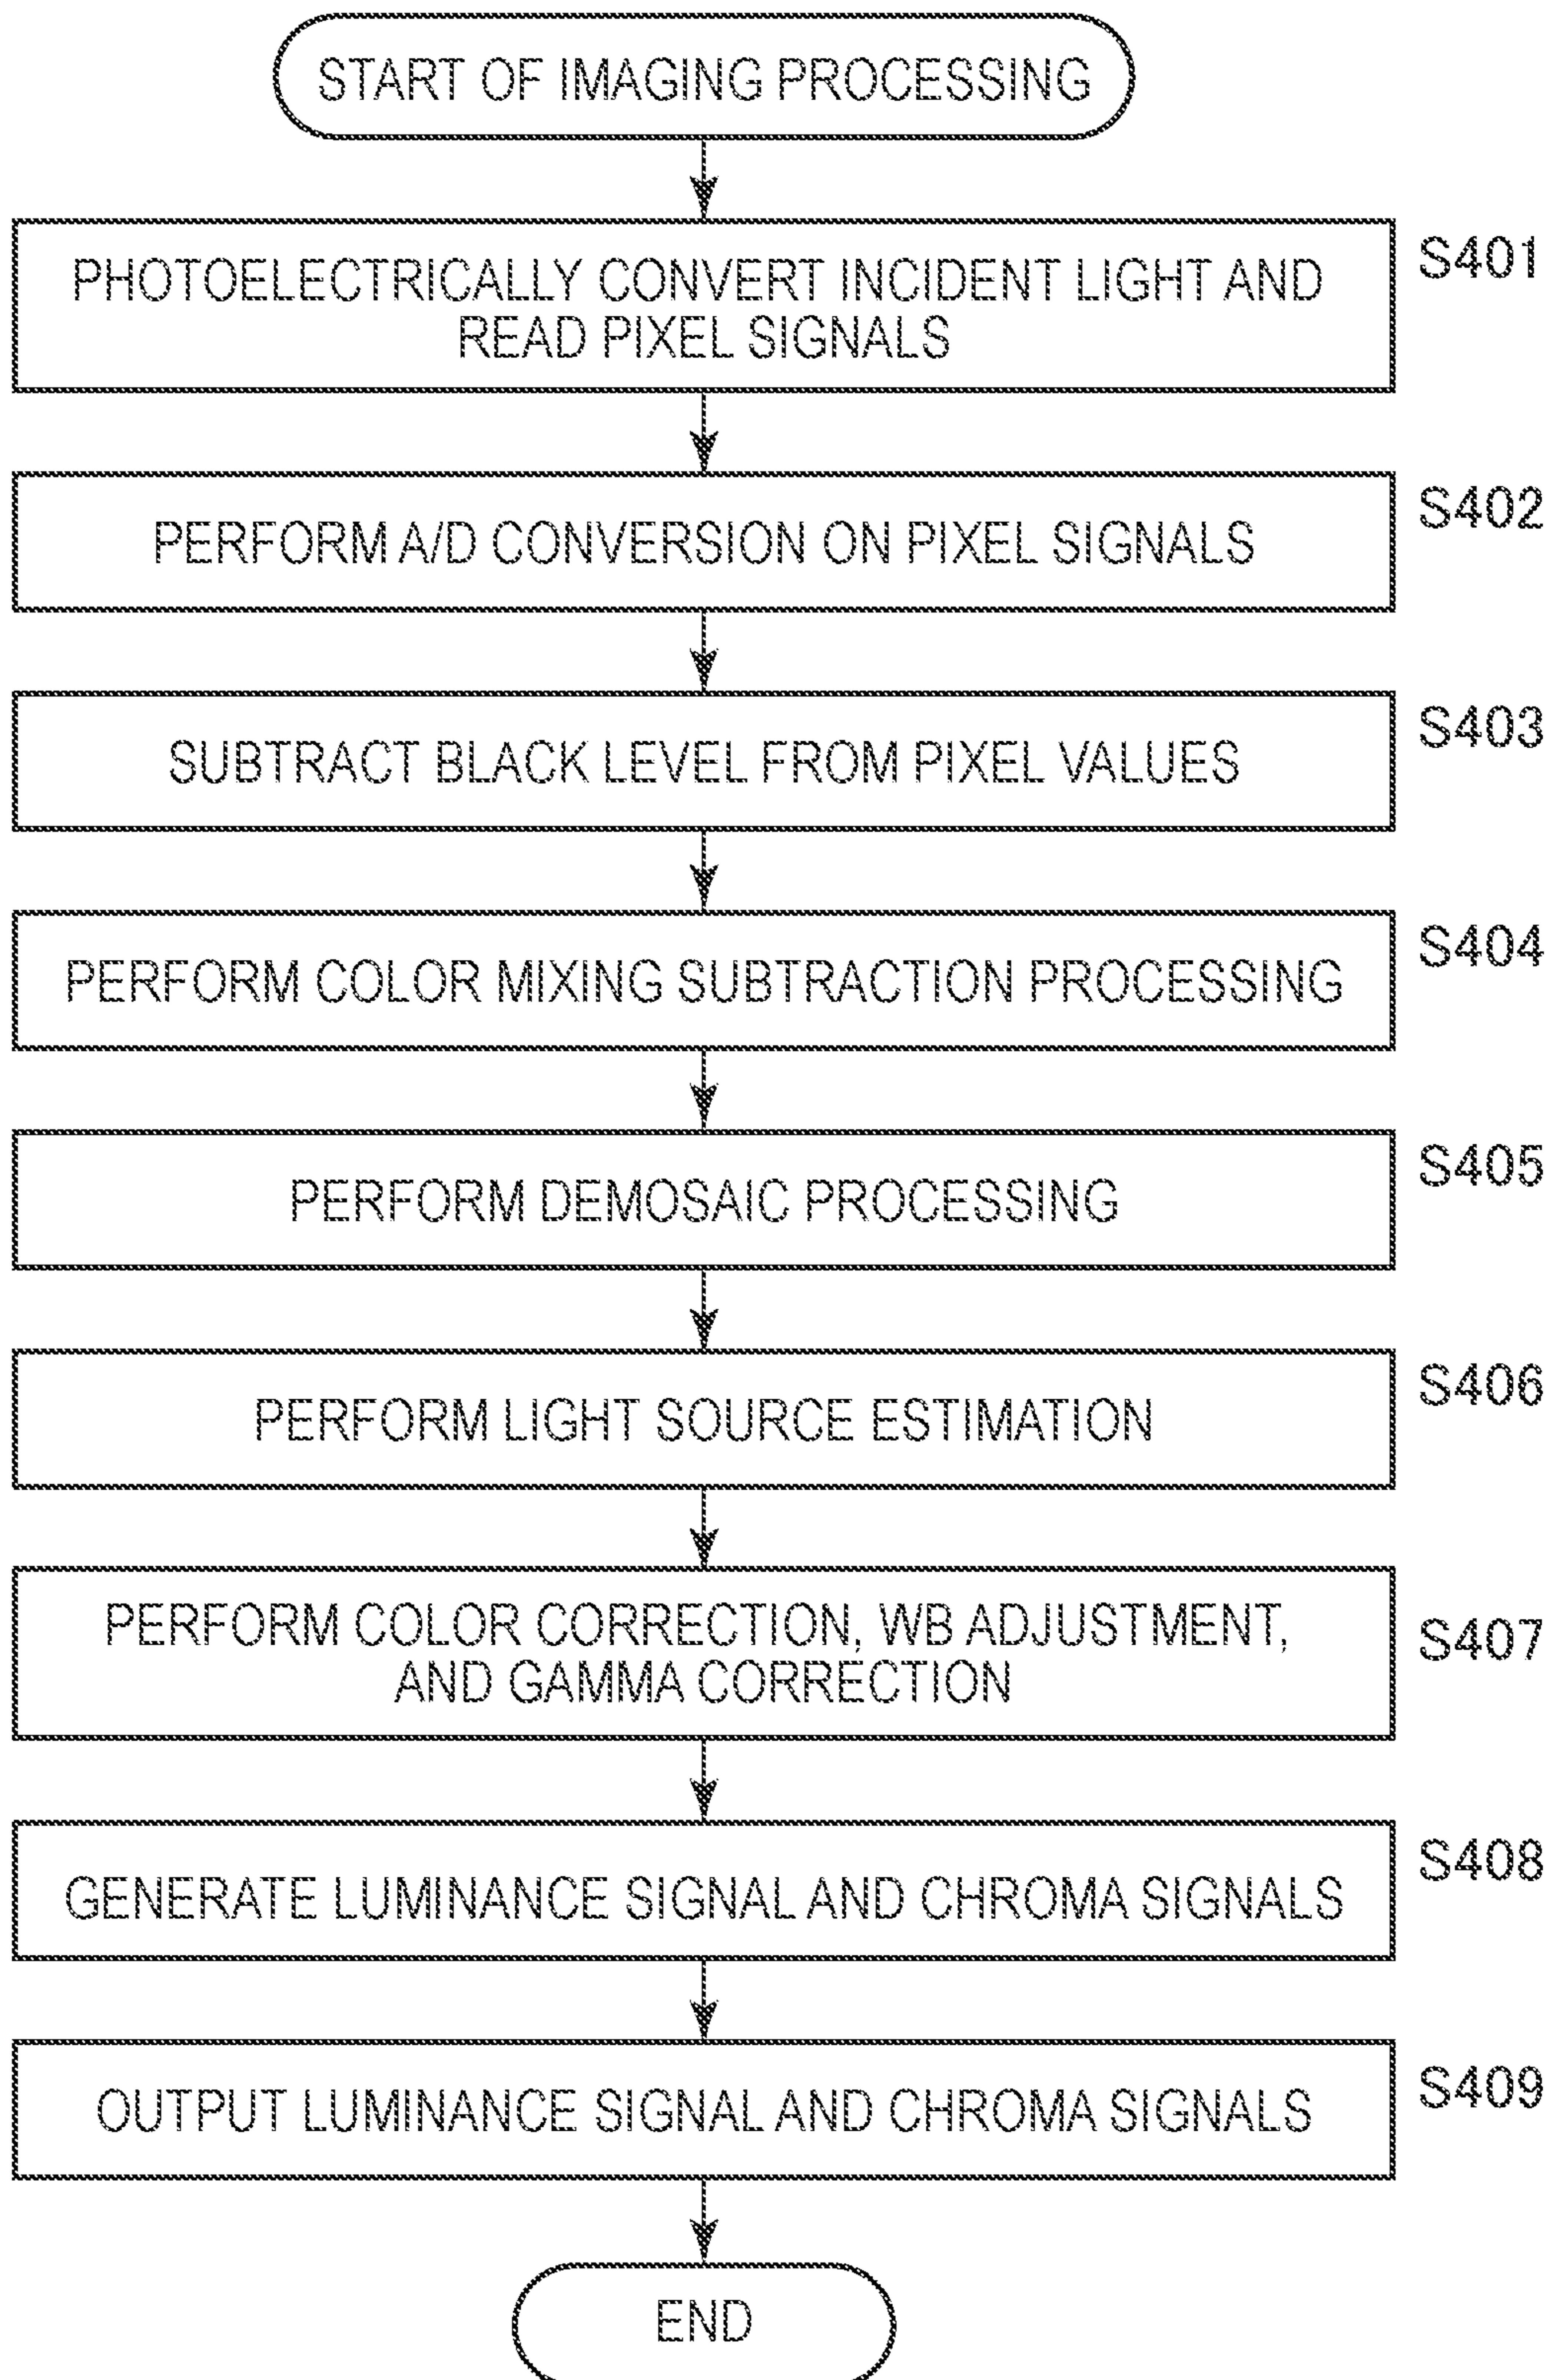 START OF IMAGING PROCESSING
PHOTOELECTRICALLY CONVERT INCIDENT LIGHT AND
READ PIXEL SIGNALS
S401
PERFORM A/D CONVERSION ON PIXEL SIGNALS
S402
SUBTRACT BLACK LEVEL FROM PIXEL VALUES
S403
PERFORM COLOR MIXING SUBTRACTION PROCESSING
S404
PERFORM DEMOSAIC PROCESSING
S405
PERFORM LIGHT SOURCE ESTIMATION
S406
PERFORM COLOR CORRECTION, WB ADJUSTMENT,
AND GAMMA CORRECTION
S407
GENERATE LUMINANCE SIGNAL AND CHROMA SIGNALS
S408
OUTPUT LUMINANCE SIGNAL AND CHROMA SIGNALS
S409
END